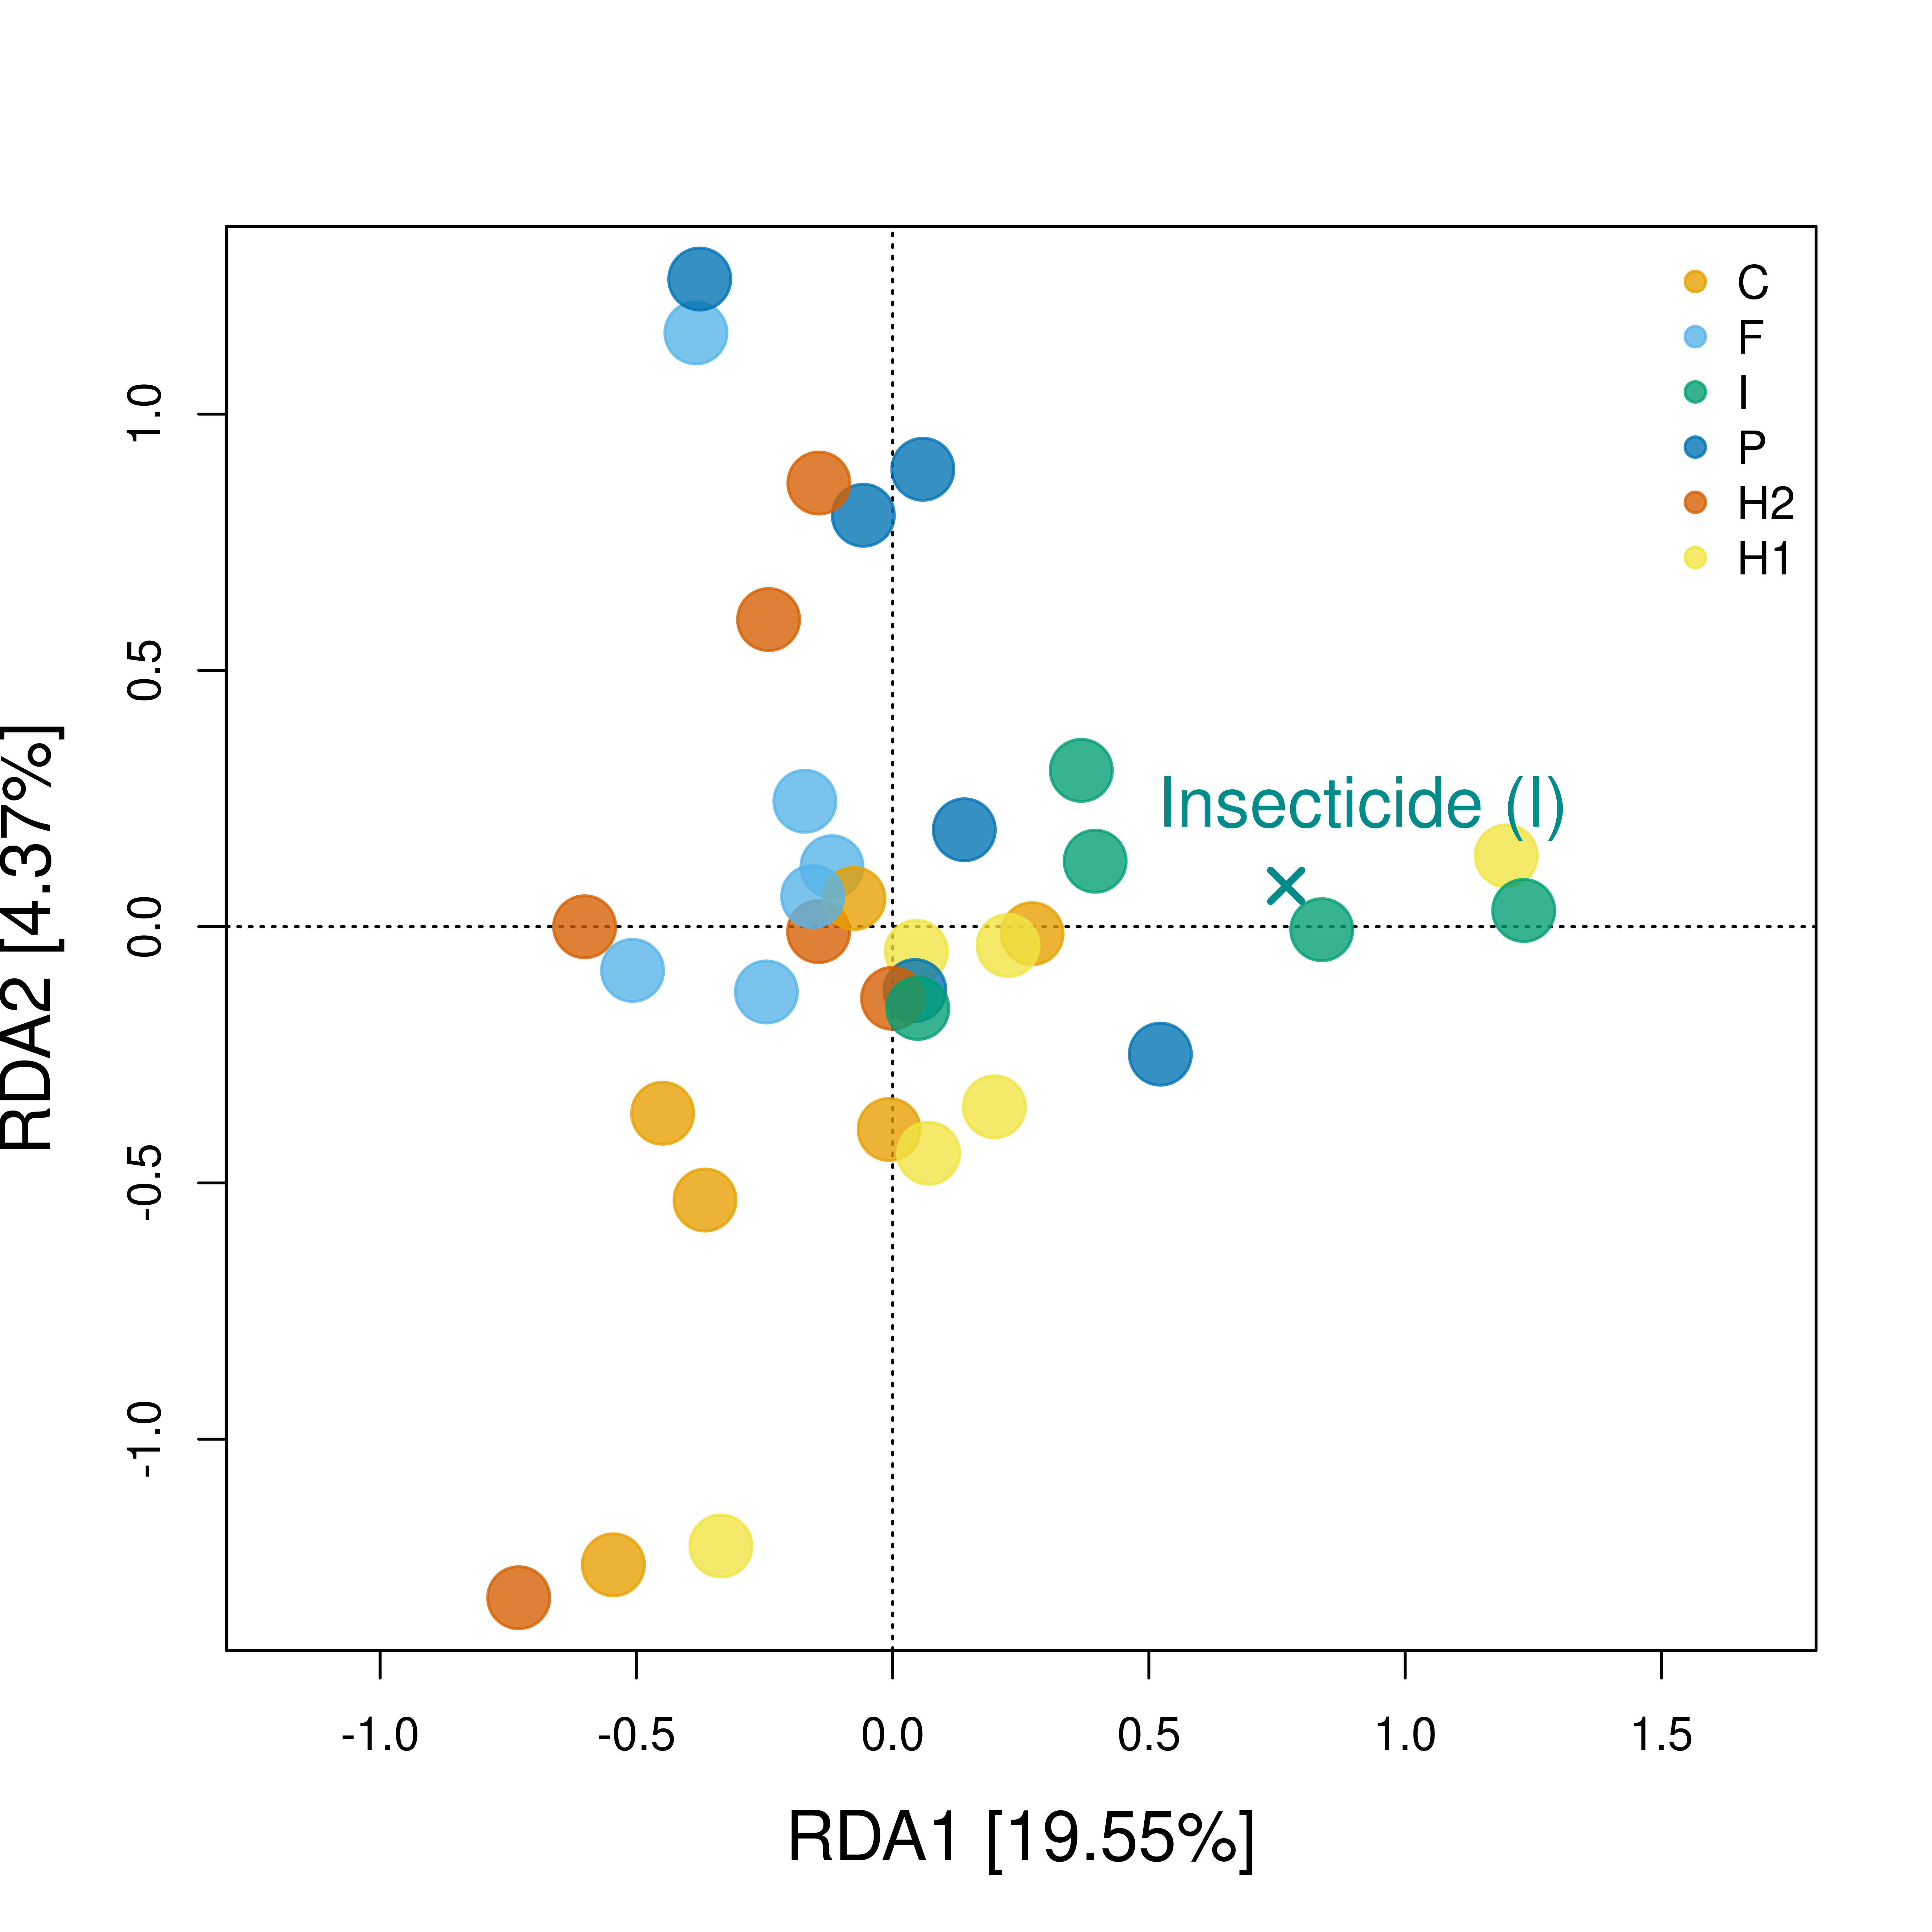 C
F
I
P
H2
H1
Insecticide (I)
1.0
0.5
0.0
-0.5
-1.0
RDA2 [4.37%]
-1.0 -0.5 0.0 0.5 1.0 1.5
RDA1 [19.55%]